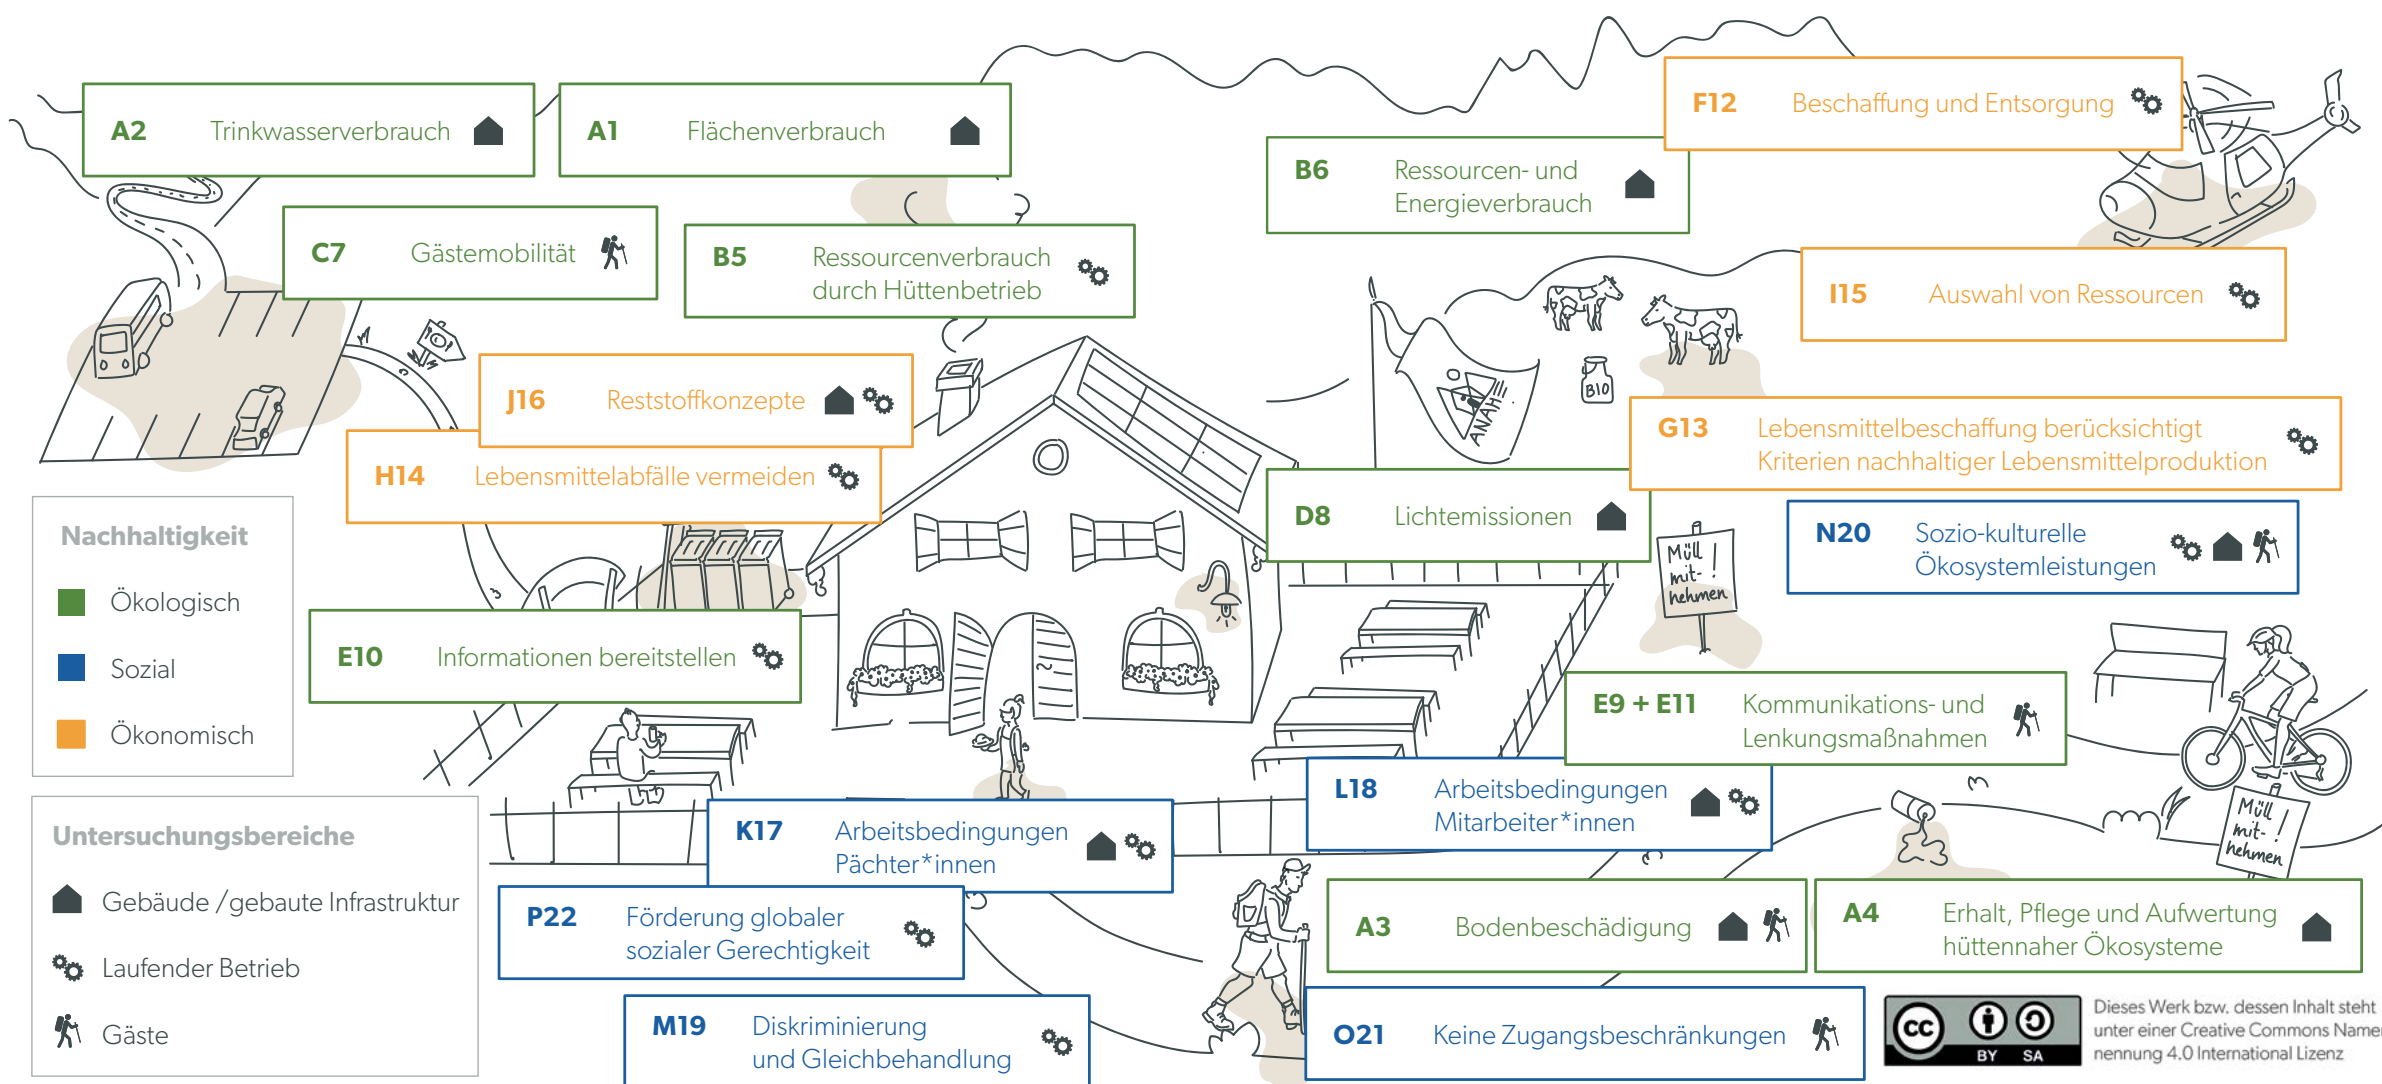 A2 Trinkwasserverbrauch
A1 Flächenverbrauch
F12 Beschaffung und Entsorgung
B6 Ressourcen- und
Energieverbrauch
C7 Gästemobilität
B5 Ressourcenverbrauch
durch Hüttenbetrieb
I15 Auswahl von Ressourcen
BIO
ANAH
J16 Reststoffkonzepte
H14 Lebensmittelabfälle vermeiden
G13 Lebensmittelbeschaffung berücksichtigt
Kriterien nachhaltiger Lebensmittelproduktion
D8 Lichtemissionen
N20 Sozio-kulturelle
Ökosystemleistungen
Müll !
mit-
nehmen
Nachhaltigkeit
Ökologisch
Sozial
Ökonomisch
E10 Informationen bereitstellen
E9 + E11 Kommunikations- und
Lenkungsmaßnahmen
L18 Arbeitsbedingungen
Mitarbeiter*innen
K17 Arbeitsbedingungen
Pächter*innen
Müll !
mit-
nehmen
Untersuchungsbereiche
Gebäude / gebaute Infrastruktur
Laufender Betrieb
Gäste
P22 Förderung globaler
sozialer Gerechtigkeit
A3 Bodenbeschädigung
A4 Erhalt, Pflege und Aufwertung
hüttennaher Ökosysteme
M19 Diskriminierung
und Gleichbehandlung
O21 Keine Zugangsbeschränkungen
cc BY SA
Dieses Werk bzw. dessen Inhalt steht
unter einer Creative Commons Namen
nennung 4.0 International Lizenz